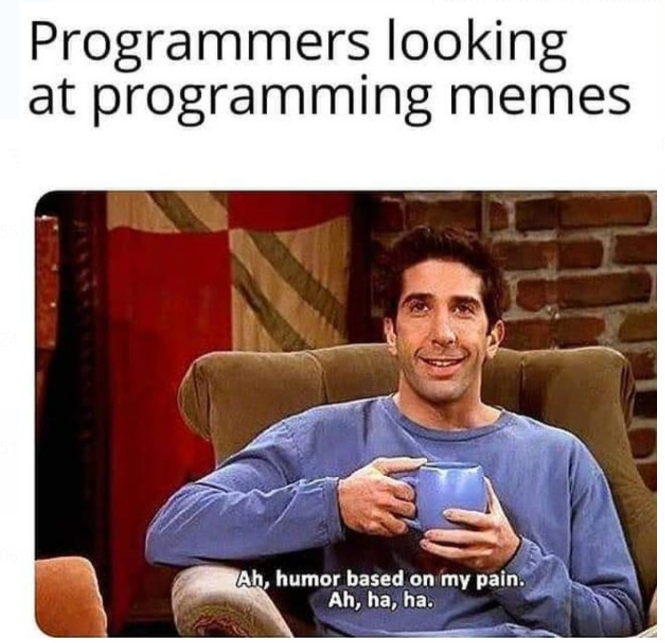 Programmers looking
at programming memes
Ah, humor based on my pain.
Ah, ha, ha.